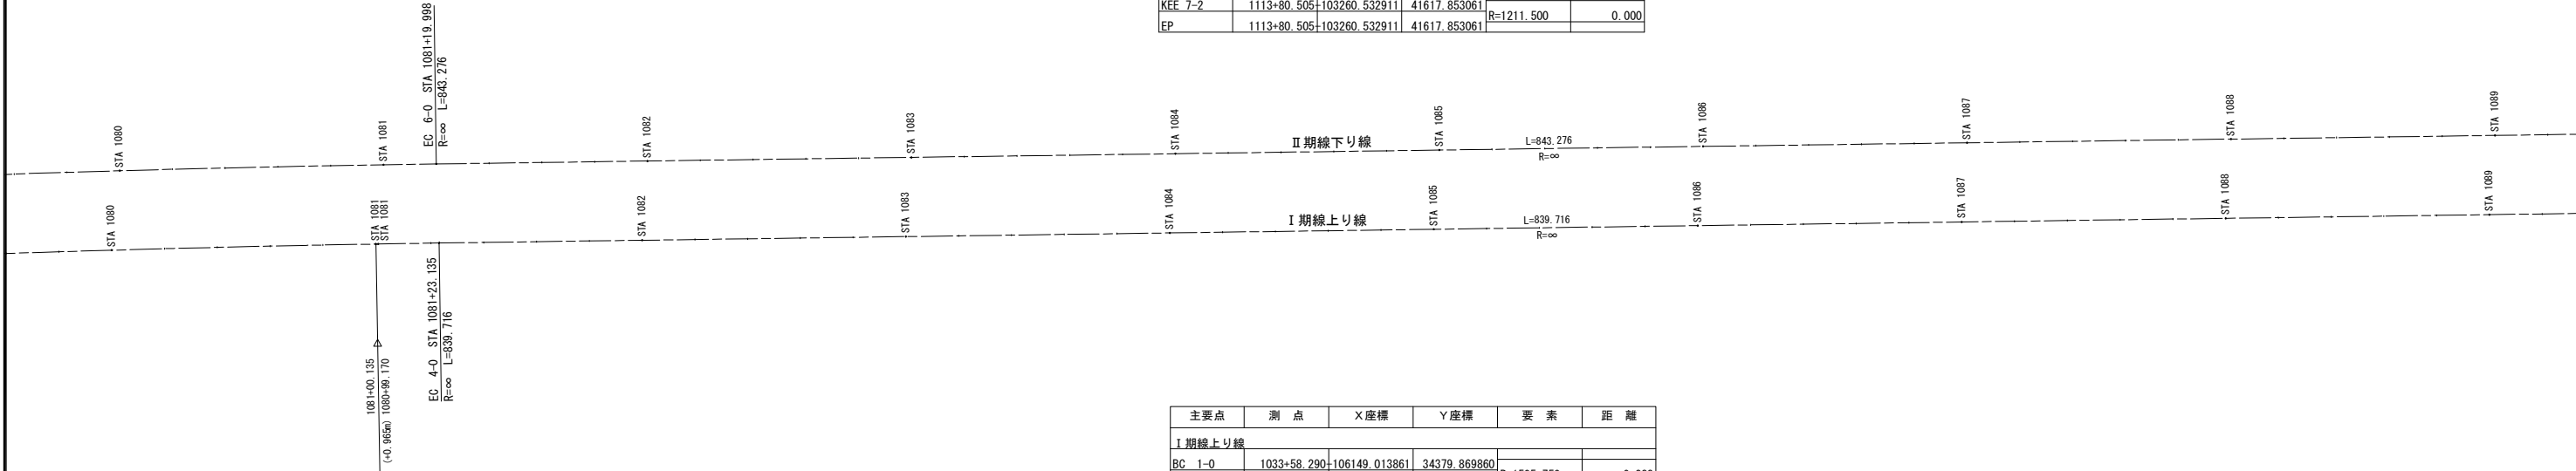 KEE 7-2 1113+80.505 -103260.532911 41617.853061
R=1211.500 0.000
EP 1113+80.505 -103260.532911 41617.853061
EC 6-0 STA 1081+19.998
R=∞ L=843.276
STA 1080
STA 1081
STA 1082
STA 1083
STA 1084
STA 1085
STA 1086
STA 1087
STA 1088
STA 1089
Ⅱ期線下り線
L=843.276
R=∞
STA 1080
STA 1081
STA 1081
STA 1082
STA 1083
STA 1084
STA 1085
STA 1086
STA 1087
STA 1088
STA 1089
Ⅰ期線上り線
L=839.716
R=∞
1081+00.135
(+0.965m) 1080+99.170
EC 4-0 STA 1081+23.135
R=∞ L=839.716
主要点 測 点 X座標 Y座標 要 素 距 離
Ⅰ期線上り線
BC 1-0 1033+58.290 -106149.013861 34379.869860